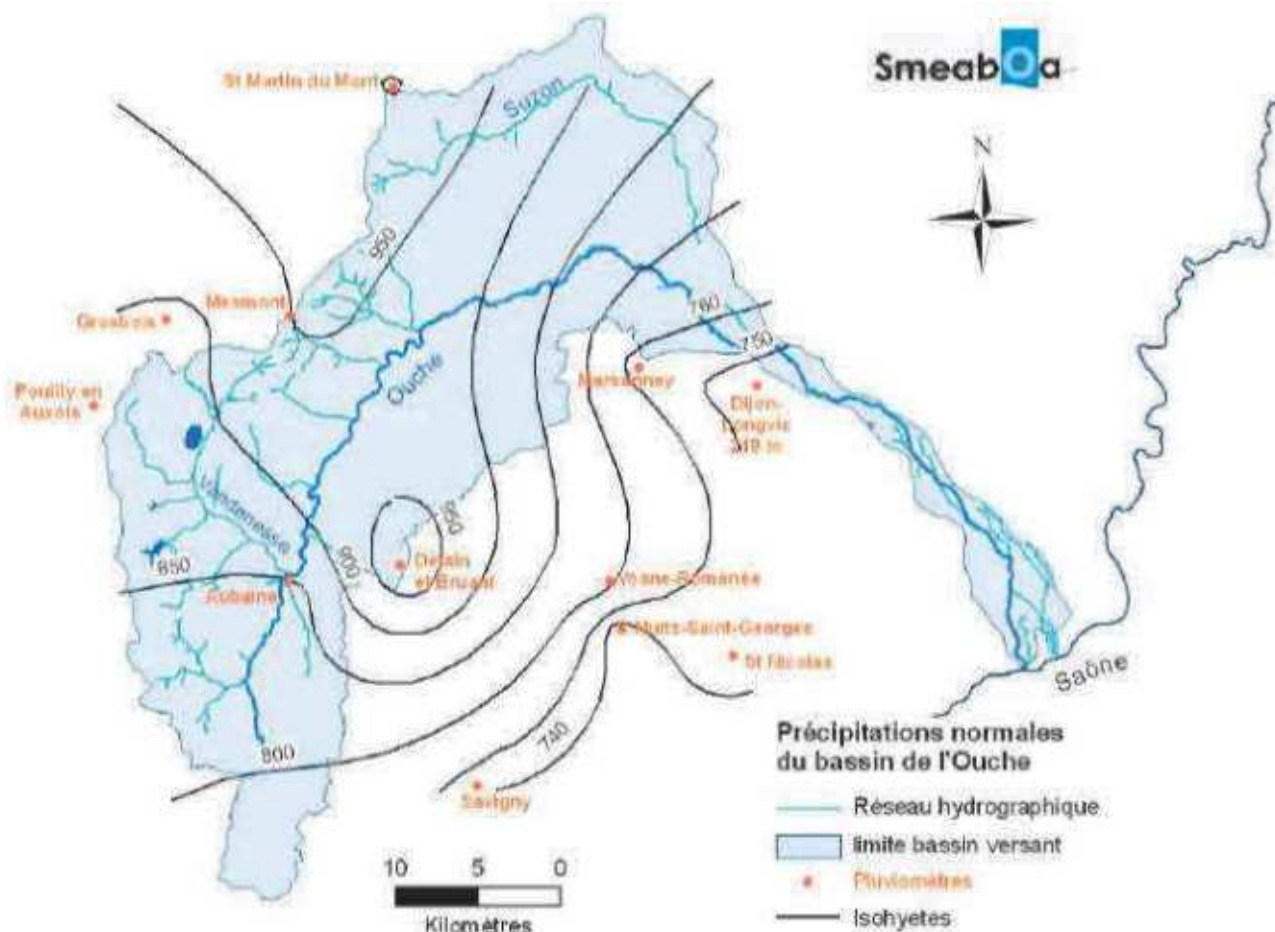 SmeabOa
St Martin du Mont
Suzon
N
950
Mesmont
Grosbois
Ouche
760
750
Marsannay
Pouilly en
Auxois
Dijon-
Longvic
219 m
Vandenesse
950
900
Detain
et Bruant
850
Aubaine
Vosne-Romanée
Nuits-Saint-Georges
St Nicolas
Saône
740
800
Savigny
Précipitations normales
du bassin de l'Ouche
Réseau hydrographique
limite bassin versant
Pluviomètres
Isohyetes
10 5 0
Kilomètres